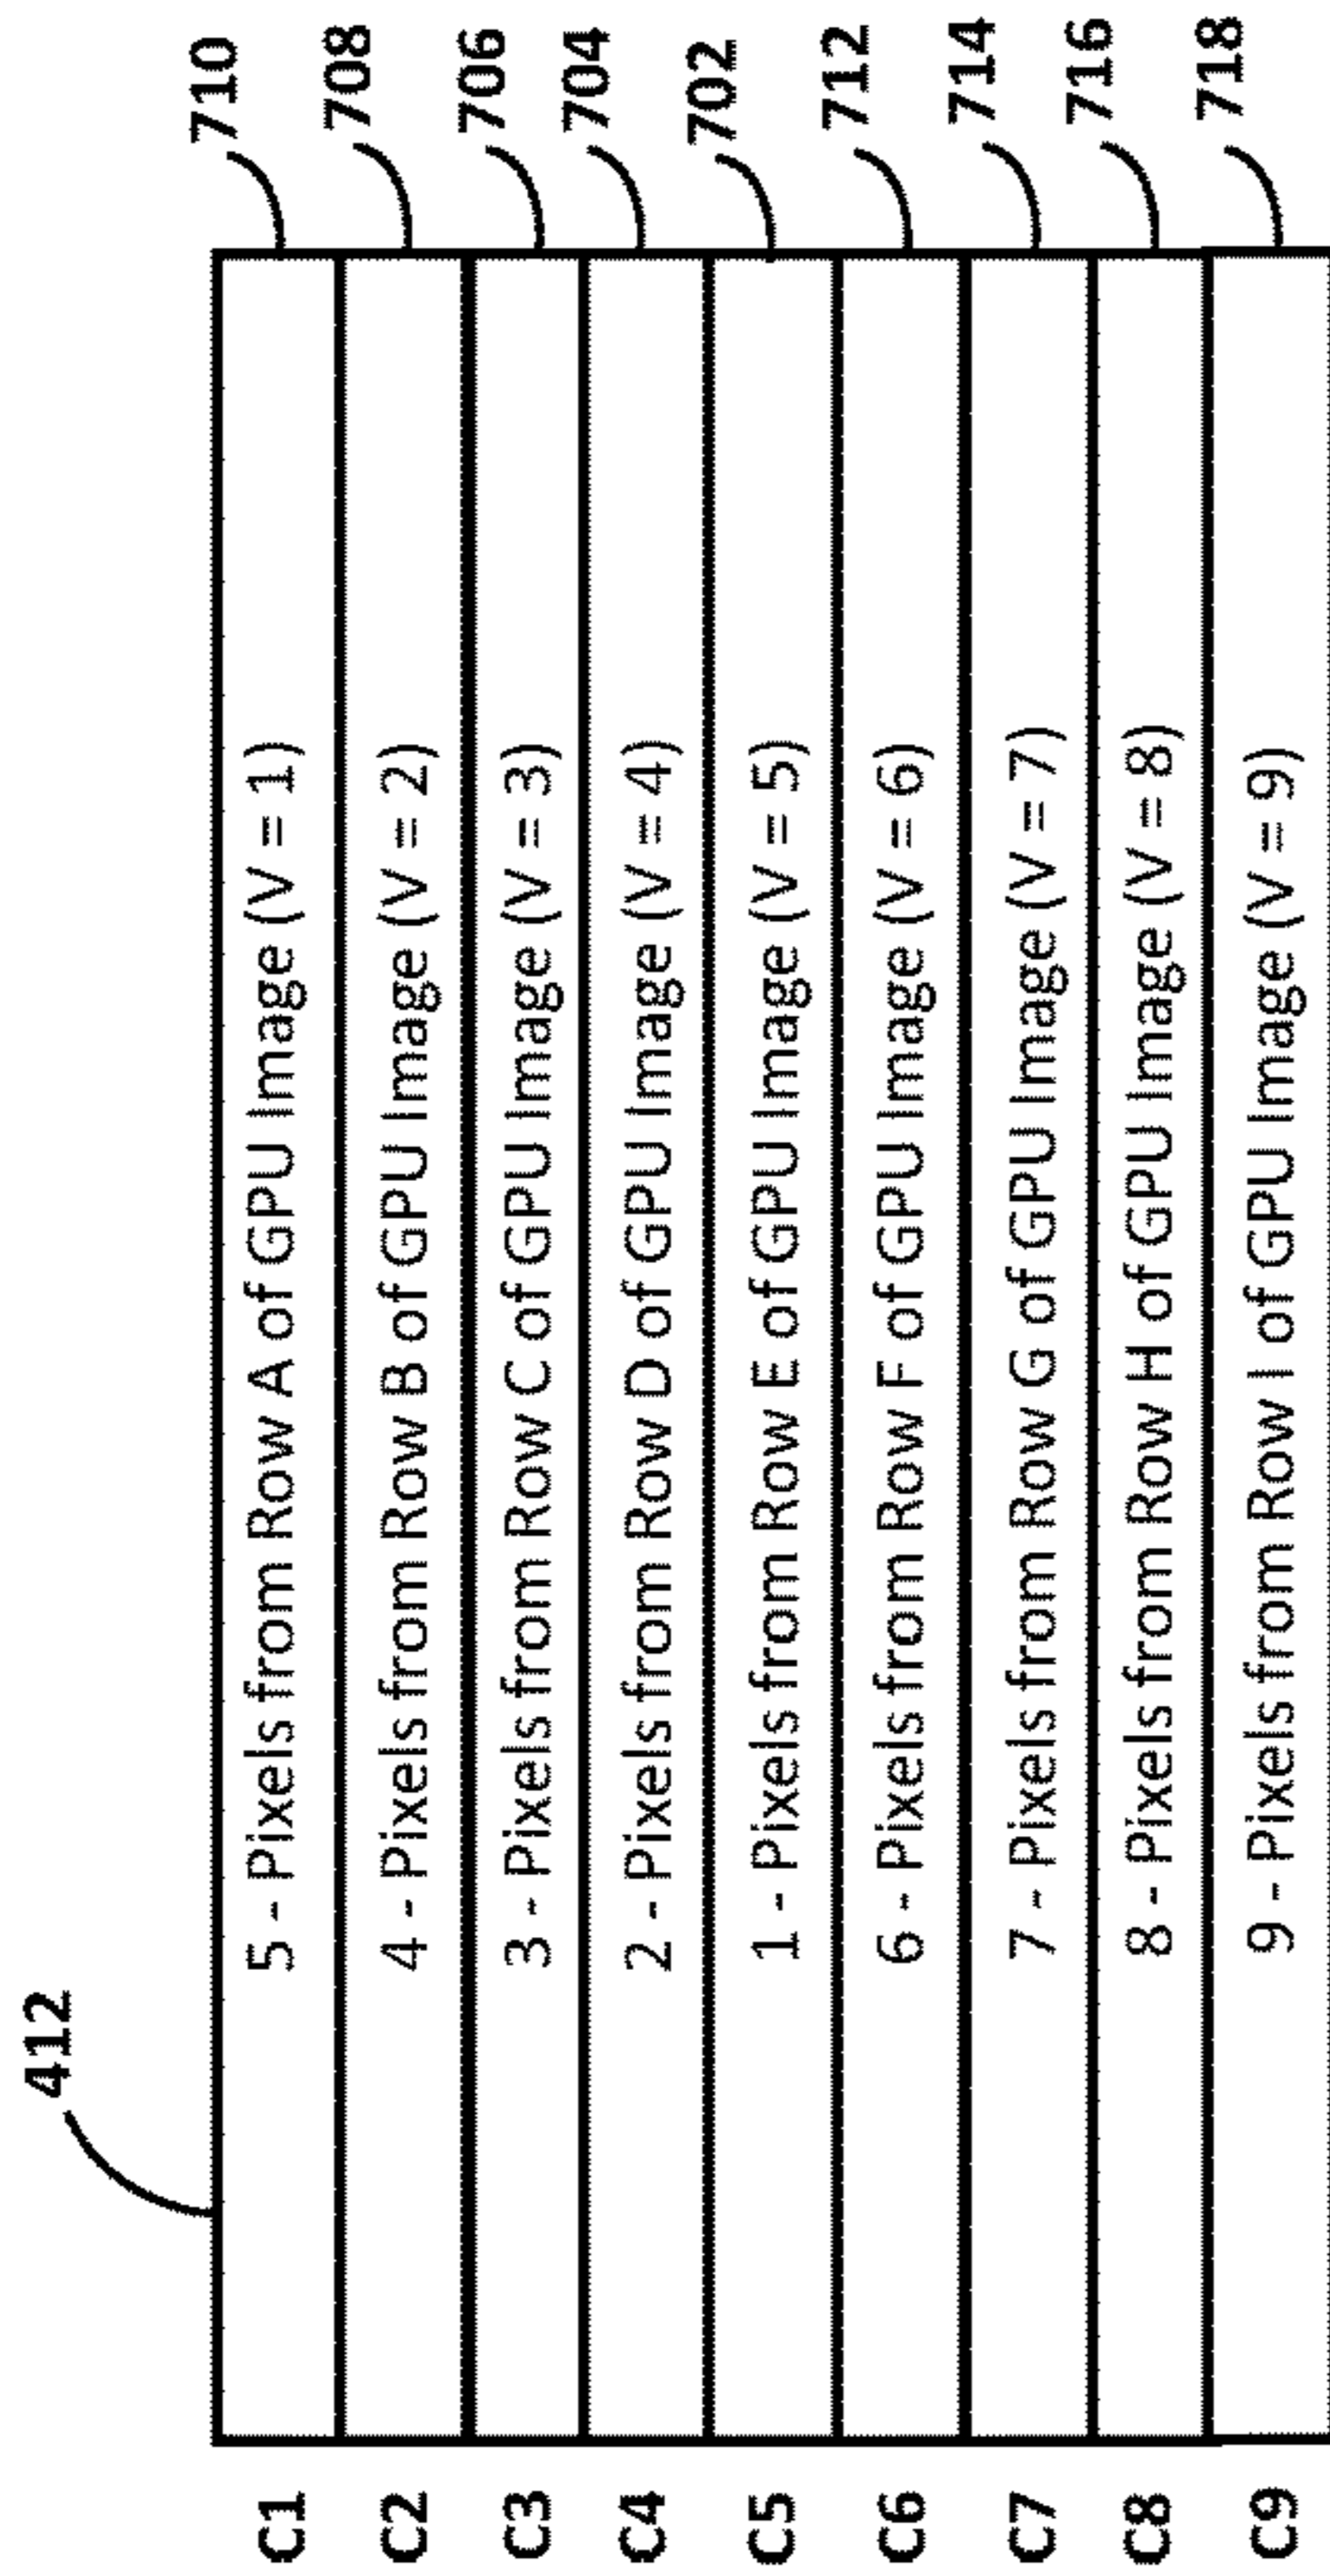 412
C1 5 - Pixels from Row A of GPU Image (V = 1) 710
C2 4 - Pixels from Row B of GPU Image (V = 2) 708
C3 3 - Pixels from Row C of GPU Image (V = 3) 706
C4 2 - Pixels from Row D of GPU Image (V = 4) 704
C5 1 - Pixels from Row E of GPU Image (V = 5) 702
C6 6 - Pixels from Row F of GPU Image (V = 6) 712
C7 7 - Pixels from Row G of GPU Image (V = 7) 714
C8 8 - Pixels from Row H of GPU Image (V = 8) 716
C9 9 - Pixels from Row I of GPU Image (V = 9) 718